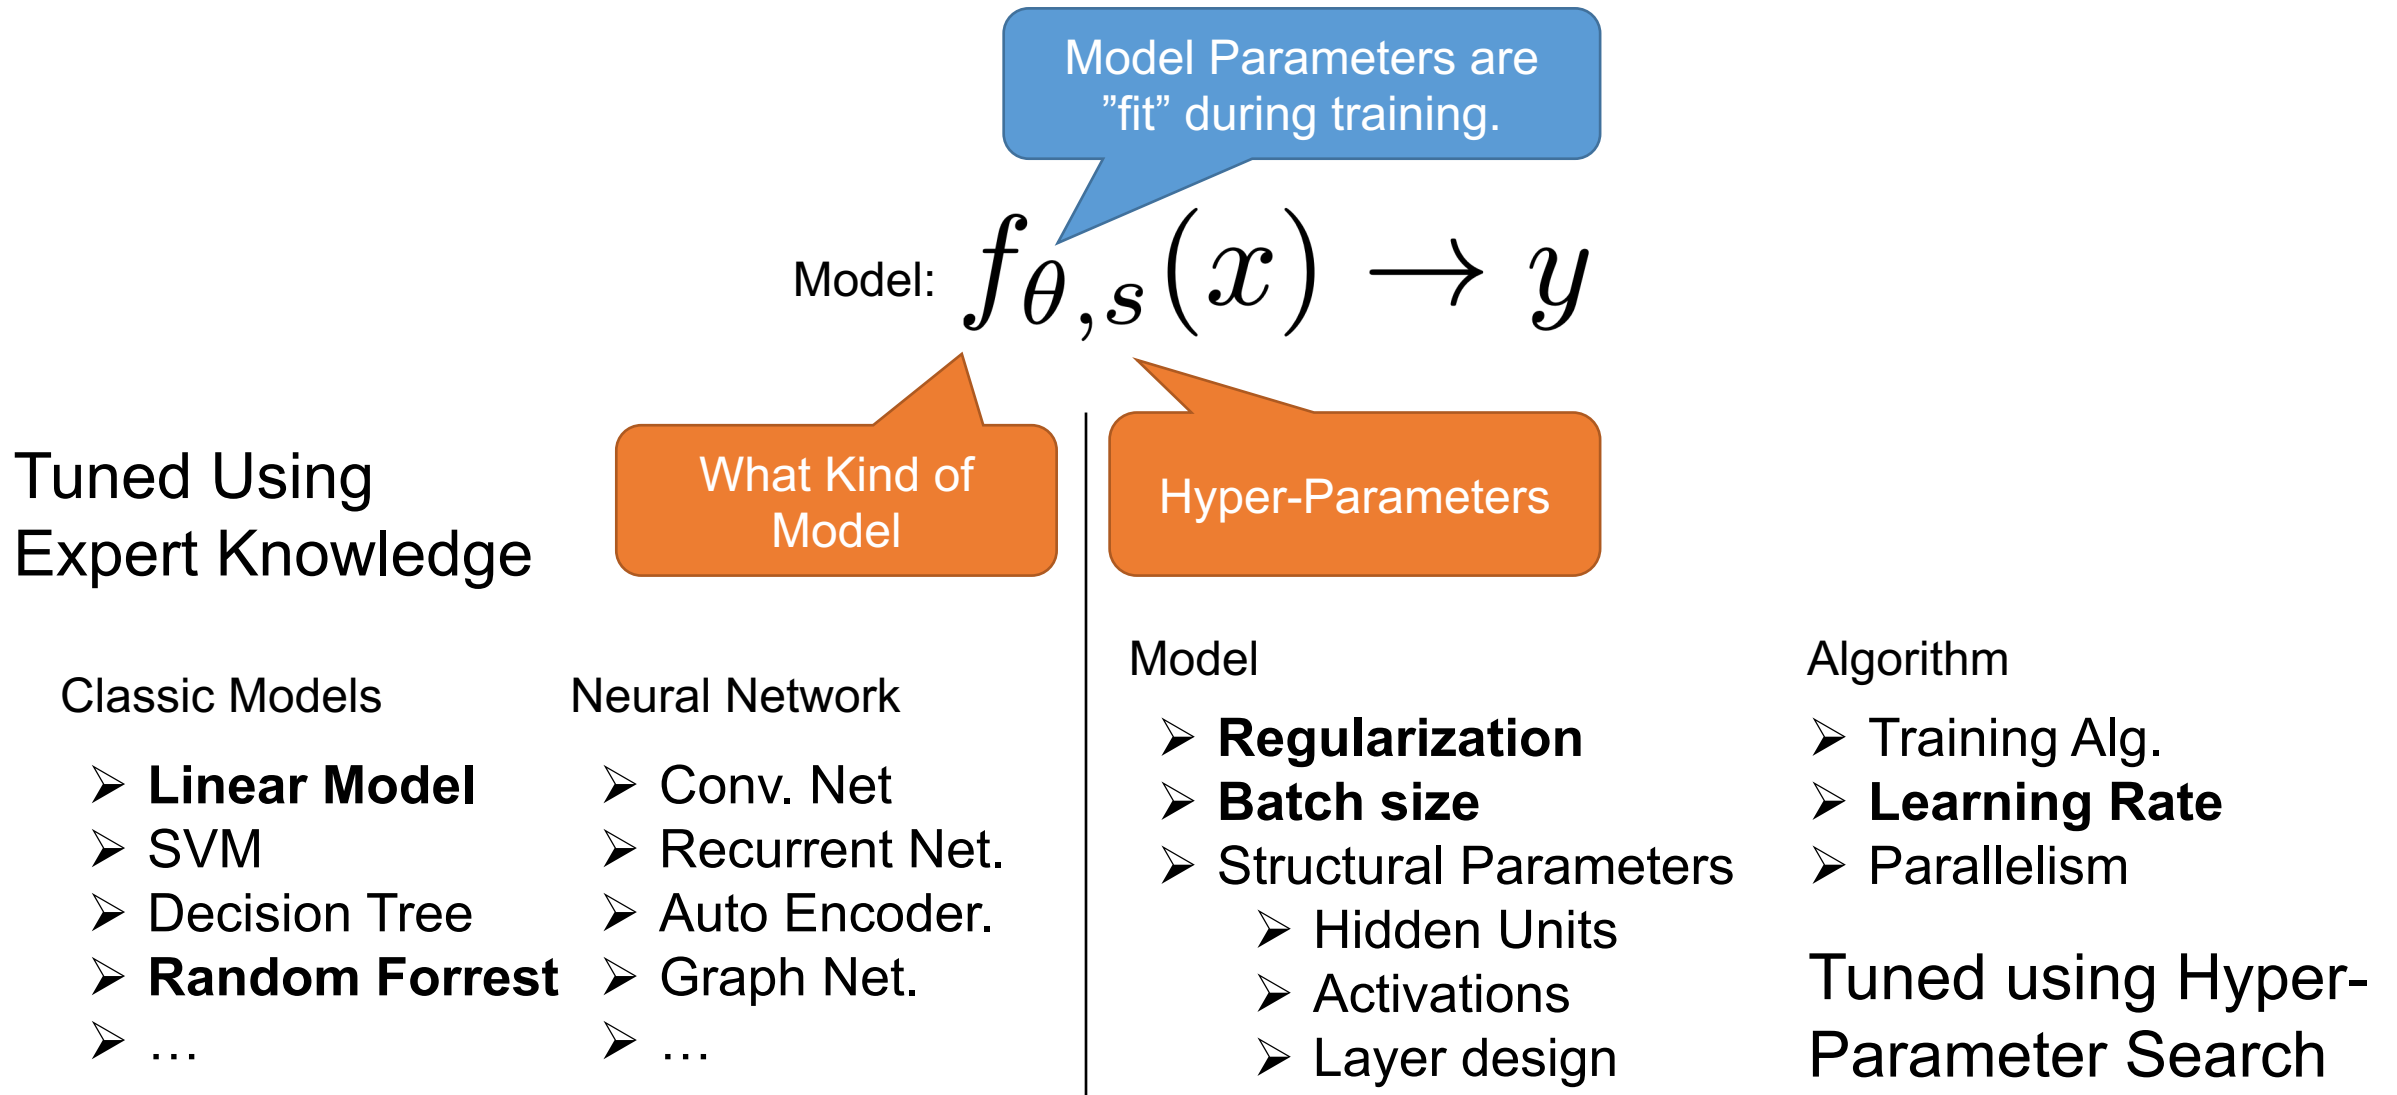 Model Parameters are
”fit” during training.
Model: f_{θ,s}(x) → y
What Kind of
Model
Hyper-Parameters
Tuned Using
Expert Knowledge
Classic Models
➢ Linear Model
➢ SVM
➢ Decision Tree
➢ Random Forrest
➢ …
Neural Network
➢ Conv. Net
➢ Recurrent Net.
➢ Auto Encoder.
➢ Graph Net.
➢ …
Model
➢ Regularization
➢ Batch size
➢ Structural Parameters
➢ Hidden Units
➢ Activations
➢ Layer design
Algorithm
➢ Training Alg.
➢ Learning Rate
➢ Parallelism
Tuned using Hyper-
Parameter Search